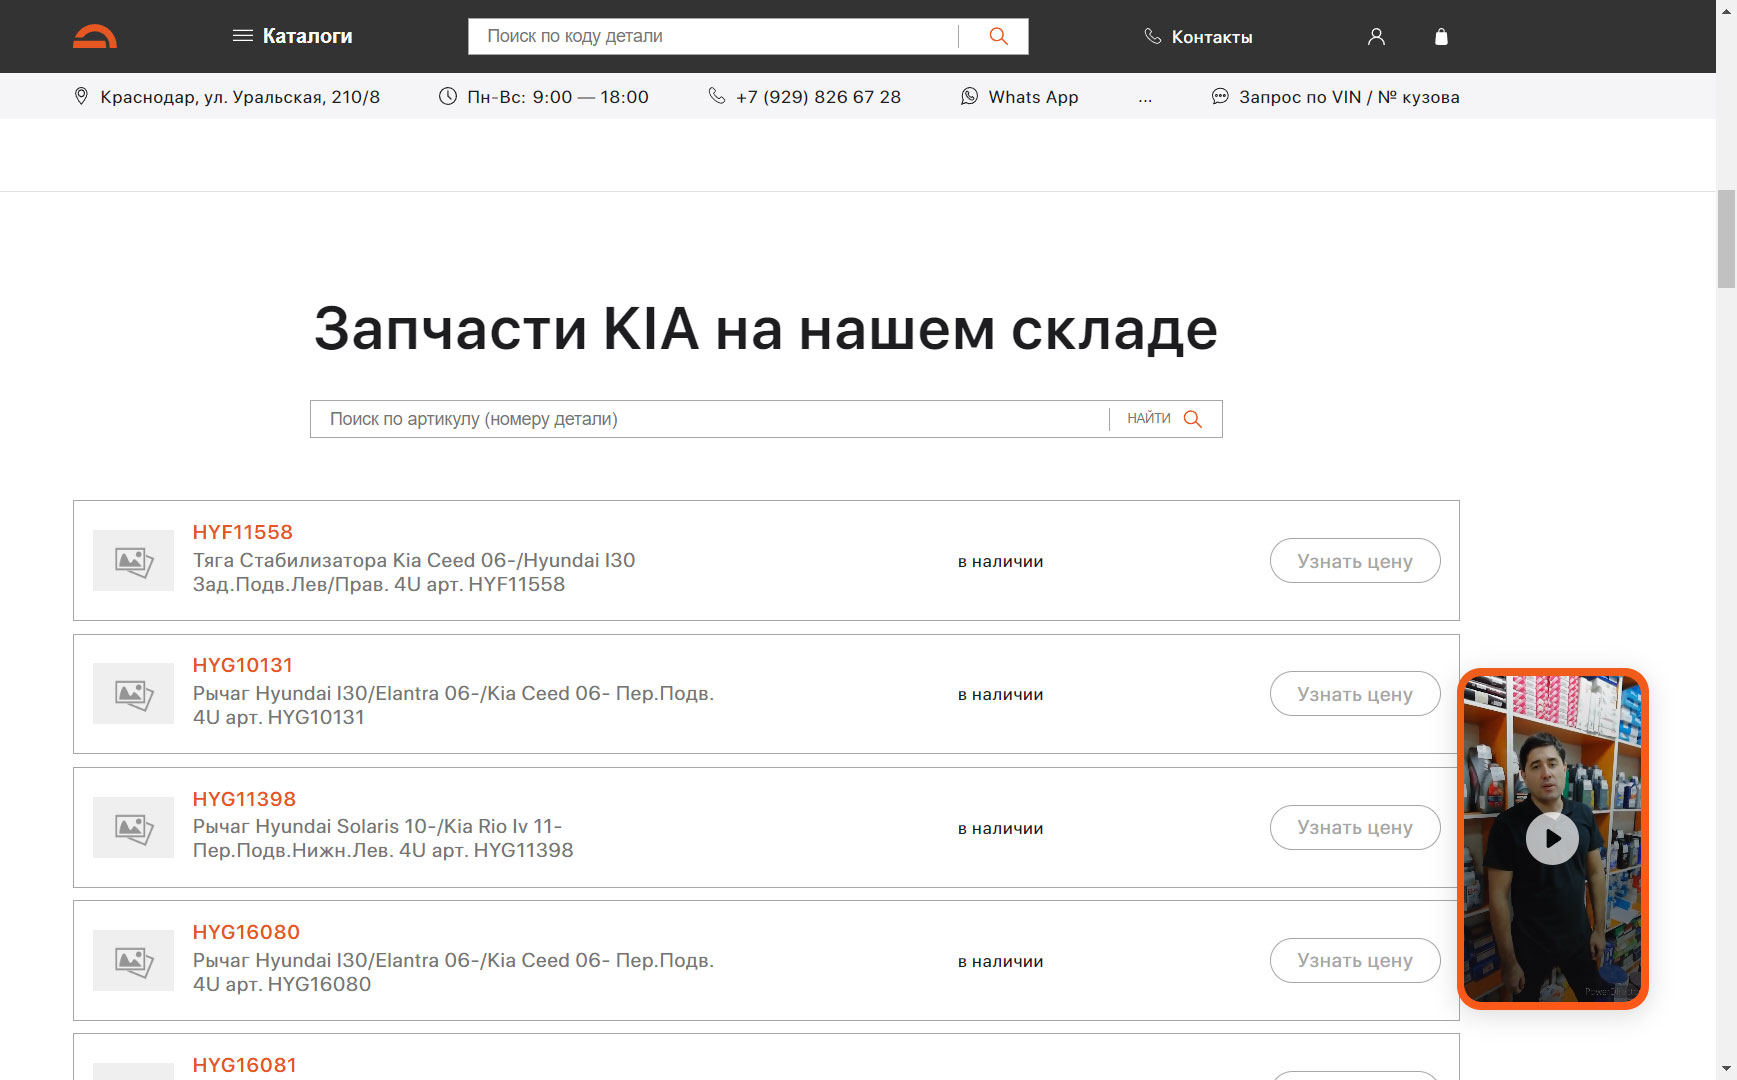 Каталоги
Поиск по коду детали
Контакты
Краснодар, ул. Уральская, 210/8
Пн-Вс: 9:00 — 18:00
+7 (929) 826 67 28
Whats App
...
Запрос по VIN / № кузова
Запчасти KIA на нашем складе
Поиск по артикулу (номеру детали)
НАЙТИ
HYF11558
Тяга Стабилизатора Kia Ceed 06-/Hyundai I30
Зад.Подв.Лев/Прав. 4U арт. HYF11558
в наличии
Узнать цену
HYG10131
Рычаг Hyundai I30/Elantra 06-/Kia Ceed 06- Пер.Подв.
4U арт. HYG10131
в наличии
Узнать цену
HYG11398
Рычаг Hyundai Solaris 10-/Kia Rio Iv 11-
Пер.Подв.Нижн.Лев. 4U арт. HYG11398
в наличии
Узнать цену
HYG16080
Рычаг Hyundai I30/Elantra 06-/Kia Ceed 06- Пер.Подв.
4U арт. HYG16080
в наличии
Узнать цену
HYG16081